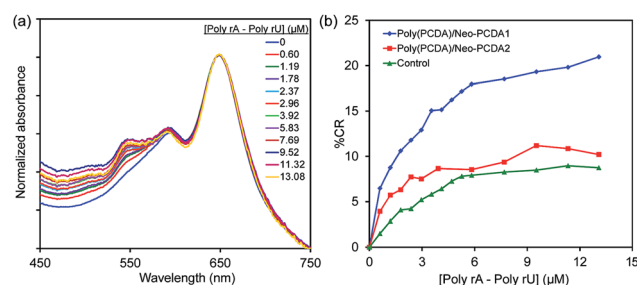 (a)
[Poly rA - Poly rU] (µM)
0
0.60
1.19
1.78
2.37
2.96
3.92
5.83
7.69
9.52
11.32
13.08
Normalized absorbance
450
550
650
750
Wavelength (nm)
(b)
Poly(PCDA)/Neo-PCDA1
Poly(PCDA)/Neo-PCDA2
Control
%CR
25
20
15
10
5
0
0
3
6
9
12
15
[Poly rA - Poly rU] (µM)